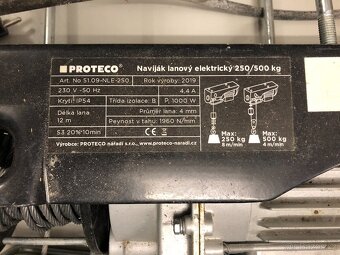 PROTECO®
Naviják lanový elektrický 250/500 kg
Art. No 51.09-NLE-250
Rok výroby: 2019
230 V ~50 Hz
4,4 A
Krytí: IP54
Třída izolace: B
P1 1000 W
Délka lana
12 m
Průměr lana: 4 mm
Pevnost v tahu: 1960 N/mm²
S3 20% 10min
Max:
250 kg
8 m/min
Max:
500 kg
4 m/min
Výrobce: PROTECO nářadí s.r.o., www.proteco-naradi.cz